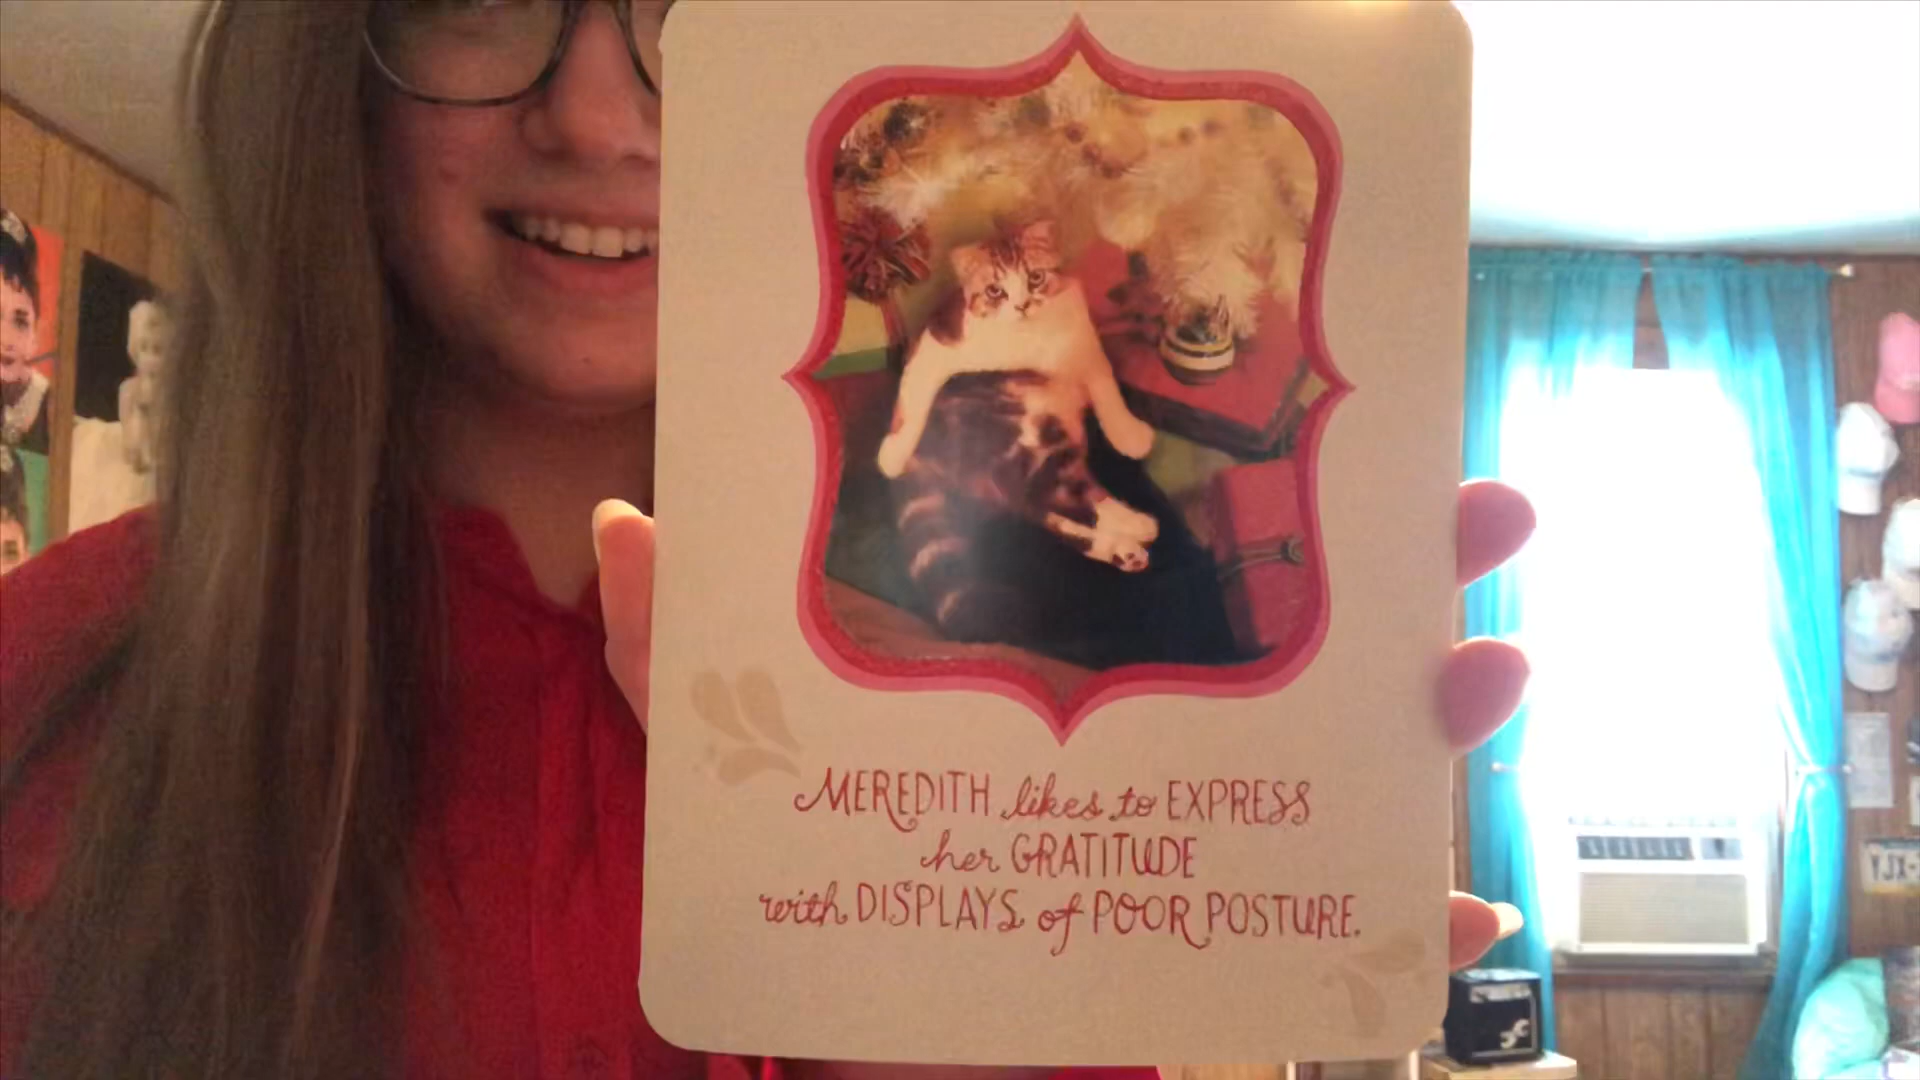 MEREDITH likes to EXPRESS
her GRATITUDE
with DISPLAYS of POOR POSTURE.